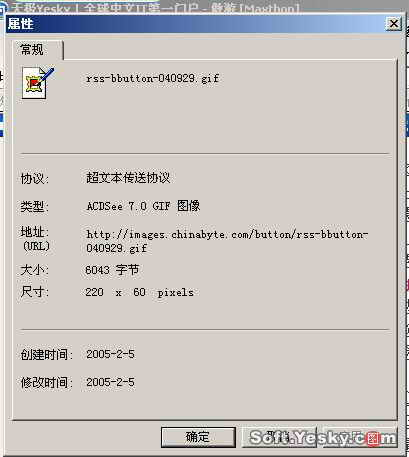 天极Yesky | 全球中文IT第一门户 - 傲游 [Maxthon]
属性
常规
rss-bbutton-040929.gif
协议: 超文本传送协议
类型: ACDSee 7.0 GIF 图像
地址: http://images.chinabyte.com/button/rss-bbutton-
(URL) 040929.gif
大小: 6043 字节
尺寸: 220 x 60 pixels
创建时间: 2005-2-5
修改时间: 2005-2-5
确定
取消
Soft.Yesky.com